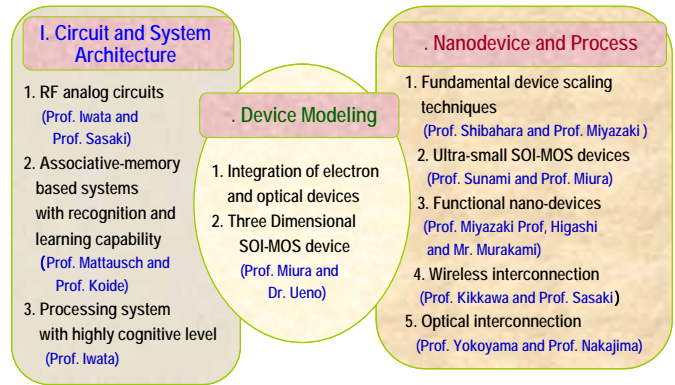 I. Circuit and System
Architecture
1. RF analog circuits
(Prof. Iwata and
Prof. Sasaki)
2. Associative-memory
based systems
with recognition and
learning capability
(Prof. Mattausch and
Prof. Koide)
3. Processing system
with highly cognitive level
(Prof. Iwata)
. Device Modeling
1. Integration of electron
and optical devices
2. Three Dimensional
SOI-MOS device
(Prof. Miura and
Dr. Ueno)
. Nanodevice and Process
1. Fundamental device scaling
techniques
(Prof. Shibahara and Prof. Miyazaki )
2. Ultra-small SOI-MOS devices
(Prof. Sunami and Prof. Miura)
3. Functional nano-devices
(Prof. Miyazaki Prof, Higashi
and Mr. Murakami)
4. Wireless interconnection
(Prof. Kikkawa and Prof. Sasaki)
5. Optical interconnection
(Prof. Yokoyama and Prof. Nakajima)